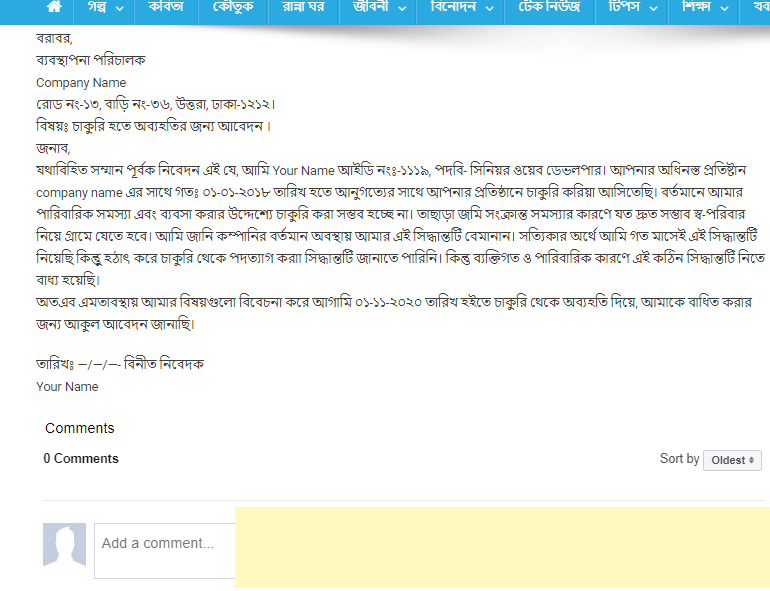 গল্প কবিতা কৌতুক রান্না ঘর জীবনী বিনোদন টেক নিউজ টিপস শিক্ষা খব
বরাবর,
ব্যবস্থাপনা পরিচালক
Company Name
রোড নং-১৩, বাড়ি নং-৩৬, উত্তরা, ঢাকা-১২১২।
বিষয়ঃ চাকুরি হতে অব্যহতির জন্য আবেদন ।
জনাব,
যথাবিহিত সম্মান পূর্বক নিবেদন এই যে, আমি Your Name আইডি নংঃ-১১১৯, পদবি- সিনিয়র ওয়েব ডেভলপার। আপনার অধিনস্ত প্রতিষ্টান
company name এর সাথে গতঃ ০১-০১-২০১৮ তারিখ হতে আনুগত্যের সাথে আপনার প্রতিষ্ঠানে চাকুরি করিয়া আসিতেছি। বর্তমানে আমার
পারিবারিক সমস্যা এবং ব্যবসা করার উদ্দেশ্যে চাকুরি করা সম্ভব হচ্ছে না। তাছাড়া জমি সংক্রান্ত সমস্যার কারণে যত দ্রুত সম্ভাব স্ব-পরিবার
নিয়ে গ্রামে যেতে হবে। আমি জানি কম্পানির বর্তমান অবস্থায় আমার এই সিদ্ধান্তটি বেমানান। সত্যিকার অর্থে আমি গত মাসেই এই সিদ্ধান্তটি
নিয়েছি কিন্তু হঠাৎ করে চাকুরি থেকে পদত্যাগ করাা সিদ্ধান্তটি জানাতে পারিনি। কিন্তু ব্যক্তিগত ও পারিবারিক কারণে এই কঠিন সিদ্ধান্তটি নিতে
বাধ্য হয়েছি।
অতএব এমতাবস্থায় আমার বিষয়গুলো বিবেচনা করে আগামি ০১-১১-২০২০ তারিখ হইতে চাকুরি থেকে অব্যহতি দিয়ে, আমাকে বাধিত করার
জন্য আকুল আবেদন জানাছি।
তারিখঃ —/—/—- বিনীত নিবেদক
Your Name
Comments
0 Comments Sort by Oldest
Add a comment...